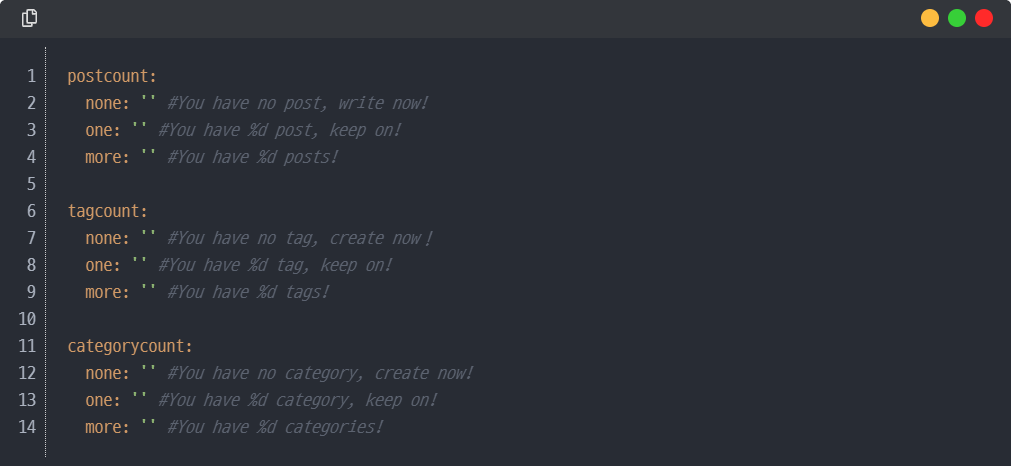 1 postcount:
2   none: '' #You have no post, write now!
3   one: '' #You have %d post, keep on!
4   more: '' #You have %d posts!
5
6 tagcount:
7   none: '' #You have no tag, create now！
8   one: '' #You have %d tag, keep on!
9   more: '' #You have %d tags!
10
11 categorycount:
12   none: '' #You have no category, create now!
13   one: '' #You have %d category, keep on!
14   more: '' #You have %d categories!